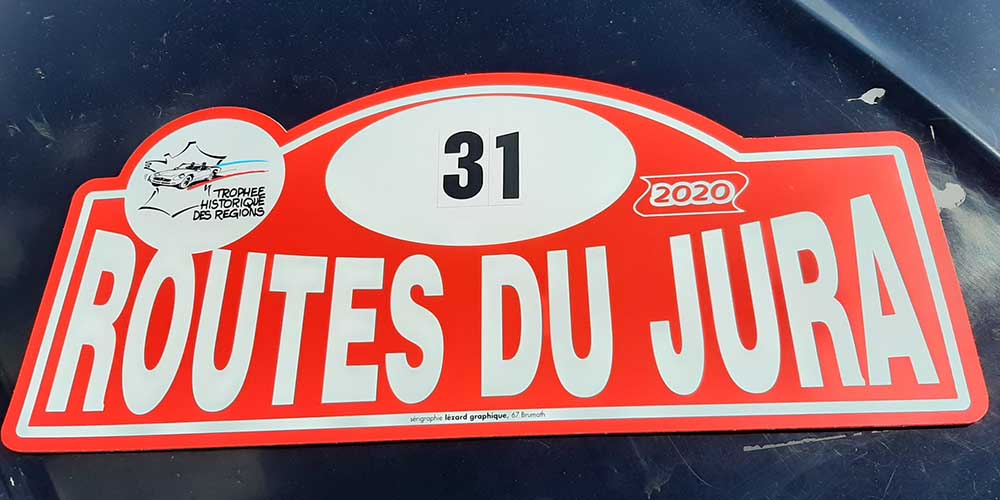 31
2020
TROPHEE
HISTORIQUE
DES REGIONS
ROUTES DU JURA
sérigraphie lézard graphique, 67 Brumath